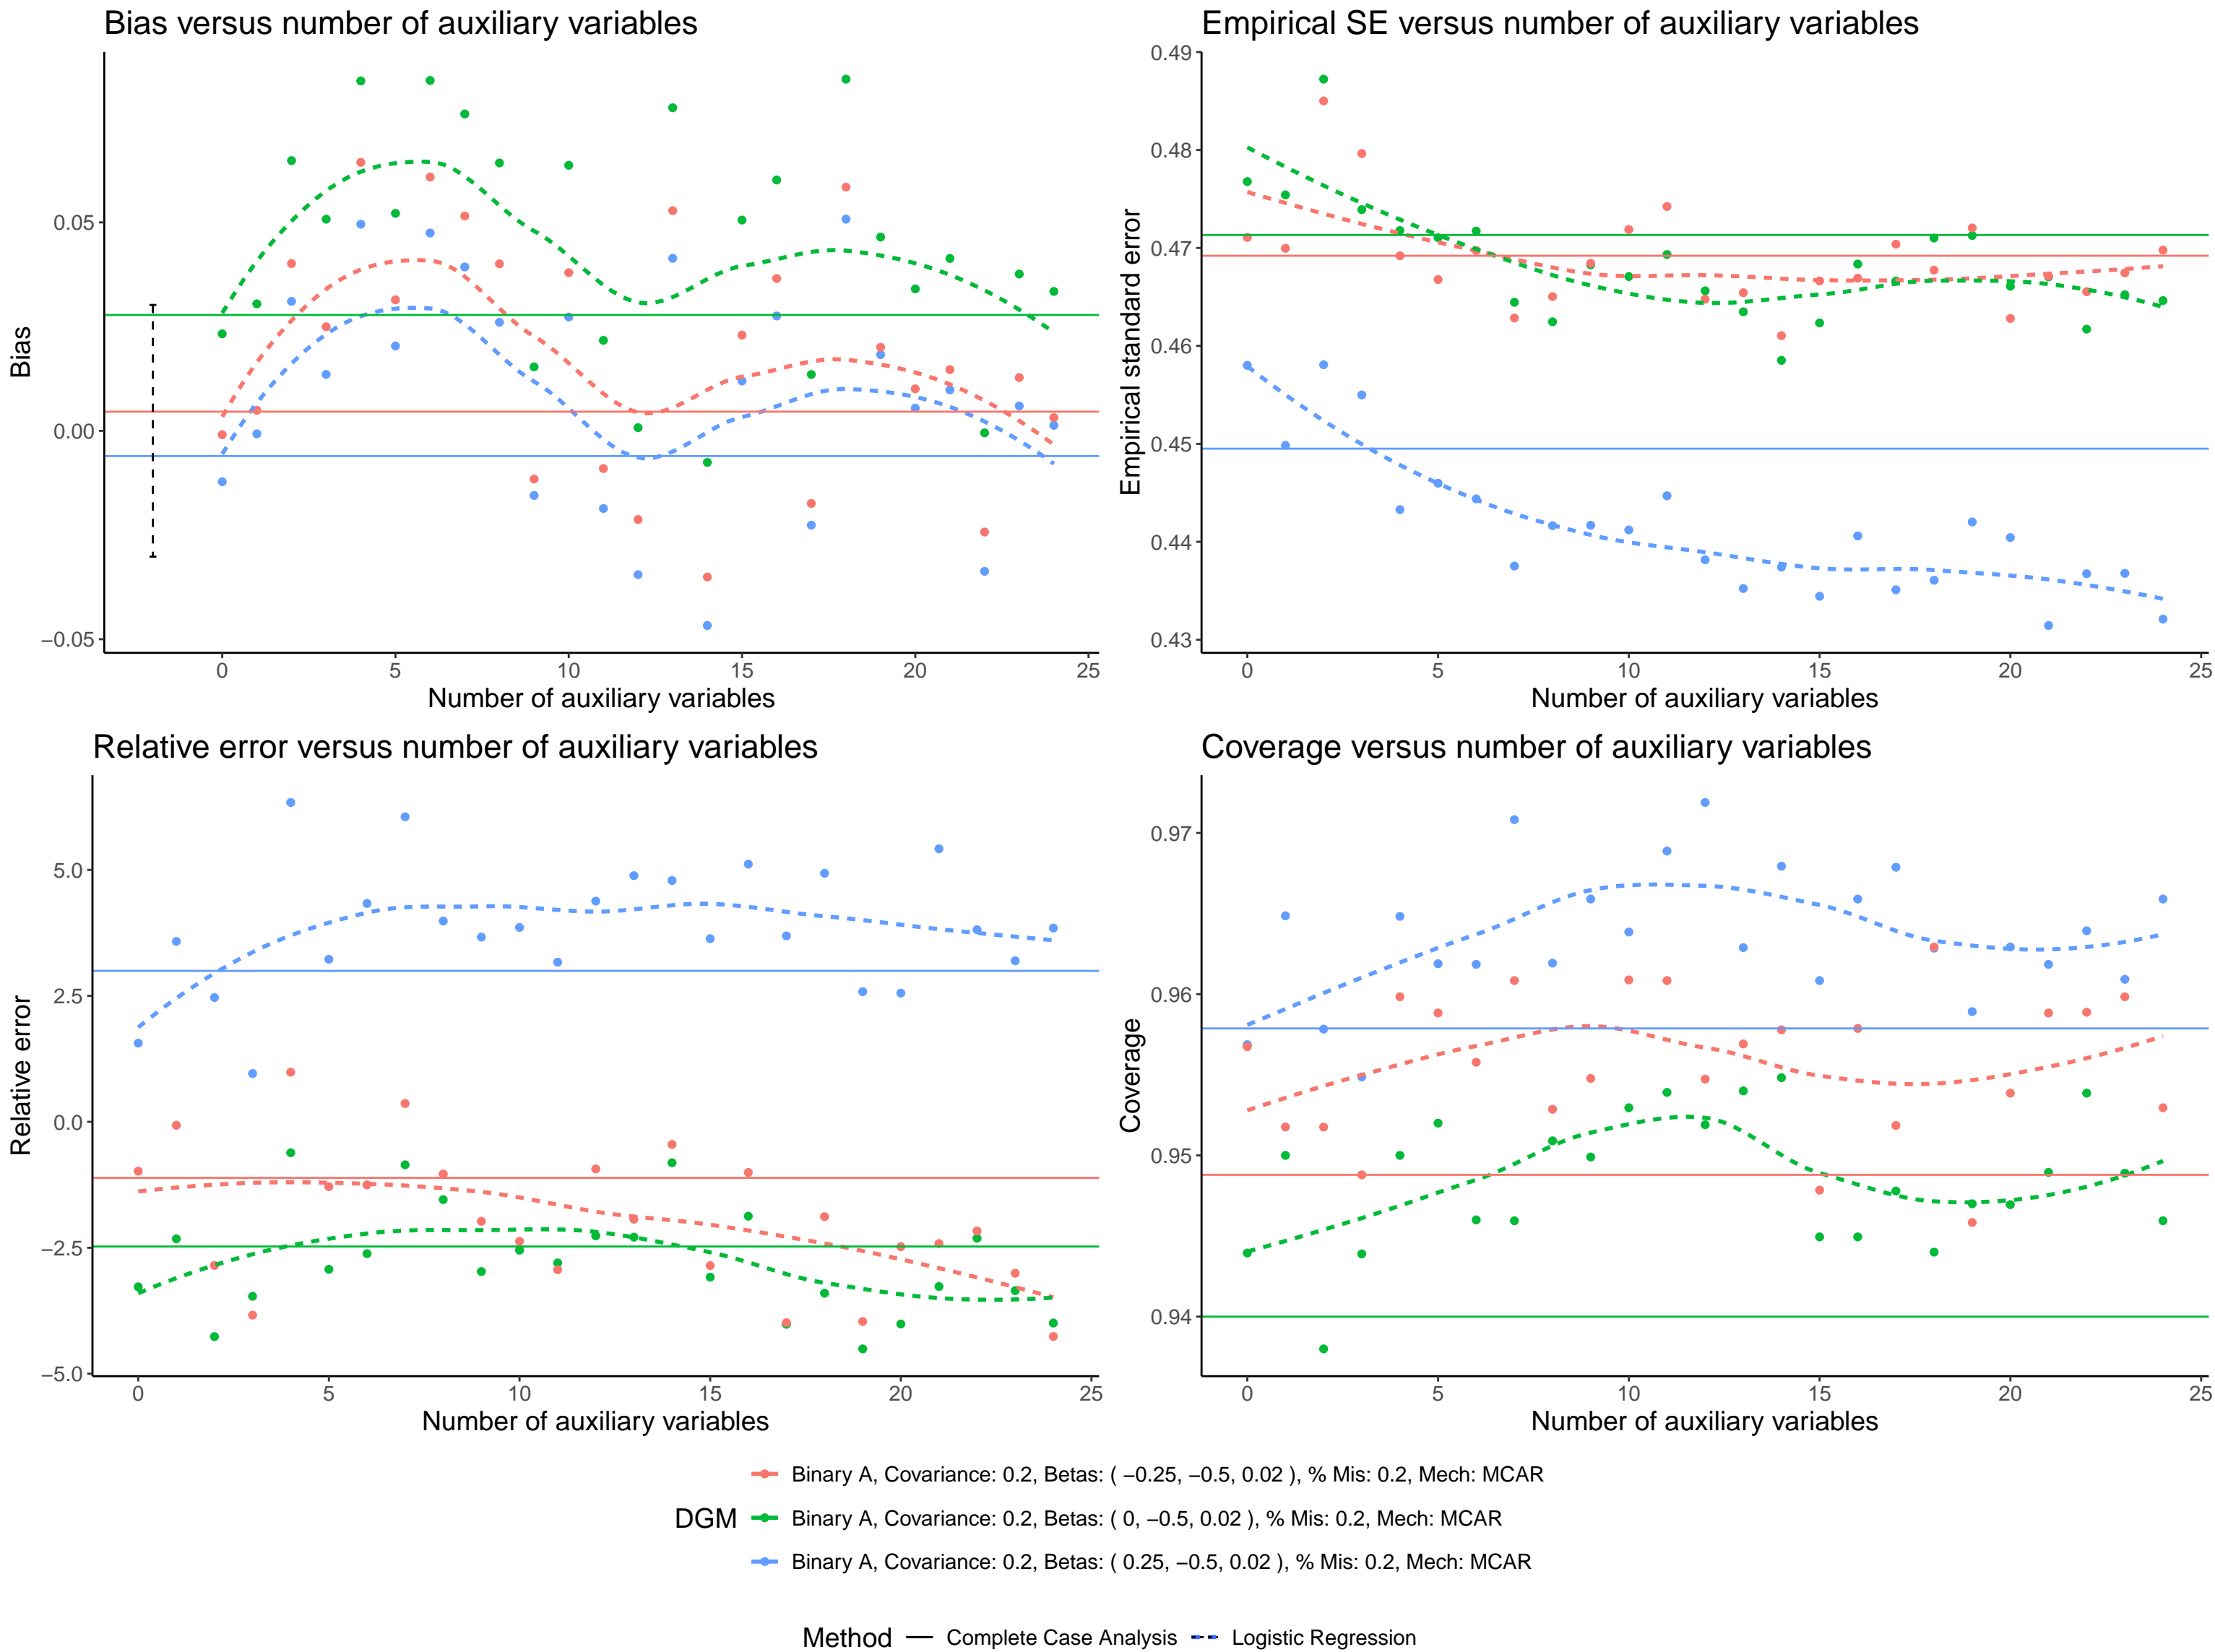 Bias versus number of auxiliary variables
Bias
0.05
0.00
−0.05
0 5 10 15 20 25
Number of auxiliary variables
Empirical SE versus number of auxiliary variables
Empirical standard error
0.49
0.48
0.47
0.46
0.45
0.44
0.43
0 5 10 15 20 25
Number of auxiliary variables
Relative error versus number of auxiliary variables
Relative error
5.0
2.5
0.0
−2.5
−5.0
0 5 10 15 20 25
Number of auxiliary variables
Coverage versus number of auxiliary variables
Coverage
0.97
0.96
0.95
0.94
0 5 10 15 20 25
Number of auxiliary variables
DGM
Binary A, Covariance: 0.2, Betas: ( −0.25, −0.5, 0.02 ), % Mis: 0.2, Mech: MCAR
Binary A, Covariance: 0.2, Betas: ( 0, −0.5, 0.02 ), % Mis: 0.2, Mech: MCAR
Binary A, Covariance: 0.2, Betas: ( 0.25, −0.5, 0.02 ), % Mis: 0.2, Mech: MCAR
Method Complete Case Analysis Logistic Regression